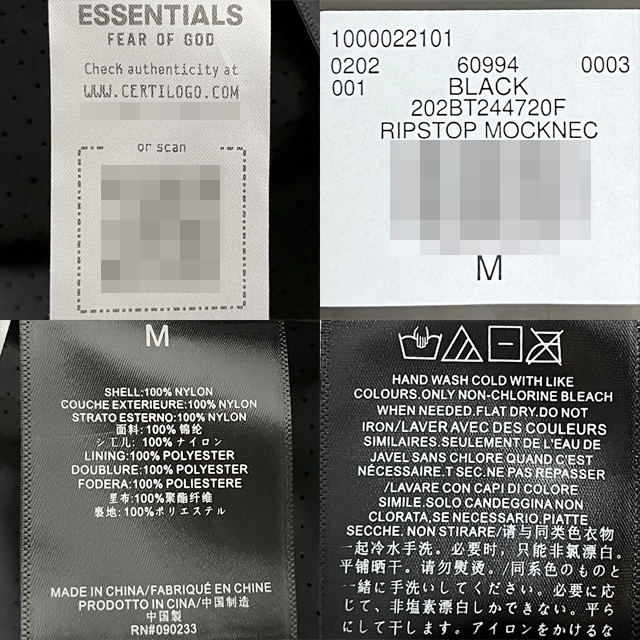 ESSENTIALS
FEAR OF GOD
Check authenticity at
WWW.CERTILOGO.COM
or scan
1000022101
0202 60994 0003
001 BLACK
202BT244720F
RIPSTOP MOCKNEC
M
M
SHELL:100% NYLON
COUCHE EXTERIEURE:100% NYLON
STRATO ESTERNO:100% NYLON
面料:100% 锦纶
シエル:100% ナイロン
LINING:100% POLYESTER
DOUBLURE:100% POLYESTER
FODERA:100% POLIESTERE
里布:100%聚酯纤维
裏地:100%ポリエステル
MADE IN CHINA/FABRIQUÉ EN CHINE
PRODOTTO IN CINA/中国制造
中国製
RN#090233
HAND WASH COLD WITH LIKE
COLOURS.ONLY NON-CHLORINE BLEACH
WHEN NEEDED.FLAT DRY.DO NOT
IRON/LAVER AVEC DES COULEURS
SIMILAIRES.SEULEMENT DE L'EAU DE
JAVEL SANS CHLORE QUAND C'EST
NÉCESSAIRE.T SEC.NE PAS REPASSER
/LAVARE CON CAPI DI COLORE
SIMILE.SOLO CANDEGGINA NON
CLORATA,SE NECESSARIO.PIATTE
SECCHE. NON STIRARE/请与同类色衣物
一起冷水手洗。必要时，只能非氯漂白。
平铺晒干。请勿熨烫。/同系色のものと
一緒に手洗いしてください。必要に応
じて、非塩素漂白しかできない。平ら
にして干します。アイロンをかけるな